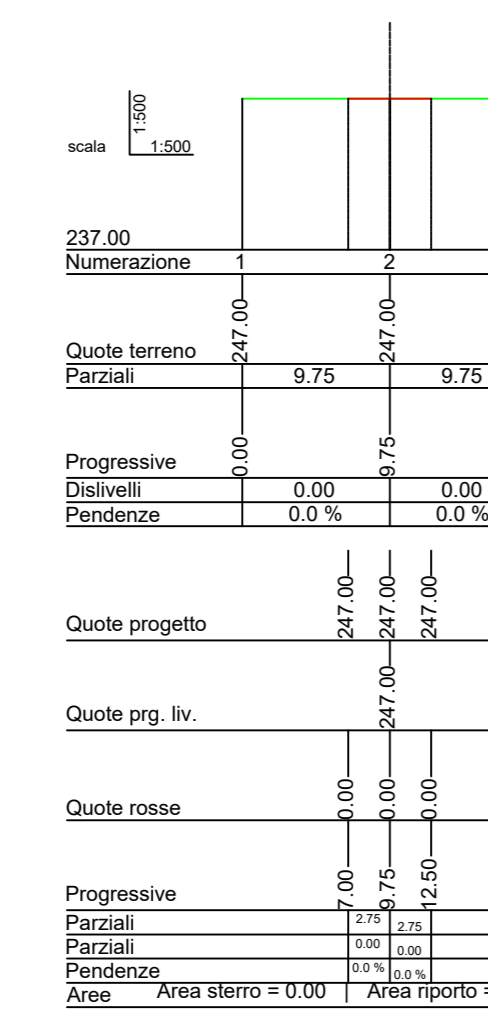 1:500
scala 1:500
237.00
Numerazione 1 2
Quote terreno 247.00 247.00
Parziali 9.75 9.75
Progressive 0.00 9.75
Dislivelli 0.00 0.00
Pendenze 0.0 % 0.0 %
Quote progetto 247.00 247.00 247.00
Quote prg. liv. 247.00
Quote rosse 0.00 0.00 0.00
Progressive 7.00 9.75 12.50
Parziali 2.75 2.75
Parziali 0.00 0.00
Pendenze 0.0 % 0.0 %
Aree Area sterro = 0.00 | Area riporto =